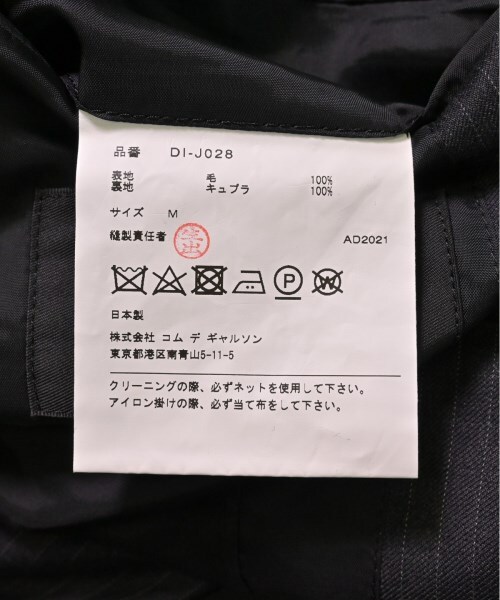 品番 DI-J028
表地 毛 100%
裏地 キュプラ 100%
サイズ M
縫製責任者
AD2021
P W
日本製
株式会社 コム デ ギャルソン
東京都港区南青山5-11-5
クリーニングの際、必ずネットを使用して下さい。
アイロン掛けの際、必ず当て布をして下さい。